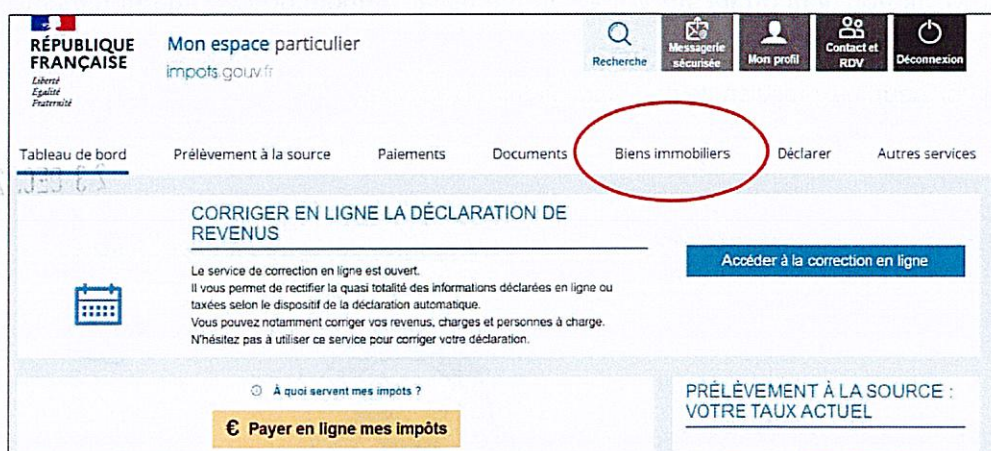 RÉPUBLIQUE
FRANÇAISE
Liberté
Égalité
Fraternité
Mon espace particulier
impots.gouv.fr
Recherche
Messagerie
sécurisée
Mon profil
Contact et
RDV
Déconnexion
Tableau de bord
Prélèvement à la source
Paiements
Documents
Biens immobiliers
Déclarer
Autres services
CORRIGER EN LIGNE LA DÉCLARATION DE
REVENUS
Le service de correction en ligne est ouvert.
Il vous permet de rectifier la quasi totalité des informations déclarées en ligne ou
taxées selon le dispositif de la déclaration automatique.
Vous pouvez notamment corriger vos revenus, charges et personnes à charge.
N'hésitez pas à utiliser ce service pour corriger votre déclaration.
Accéder à la correction en ligne
À quoi servent mes impôts ?
€ Payer en ligne mes impôts
PRÉLÈVEMENT À LA SOURCE :
VOTRE TAUX ACTUEL